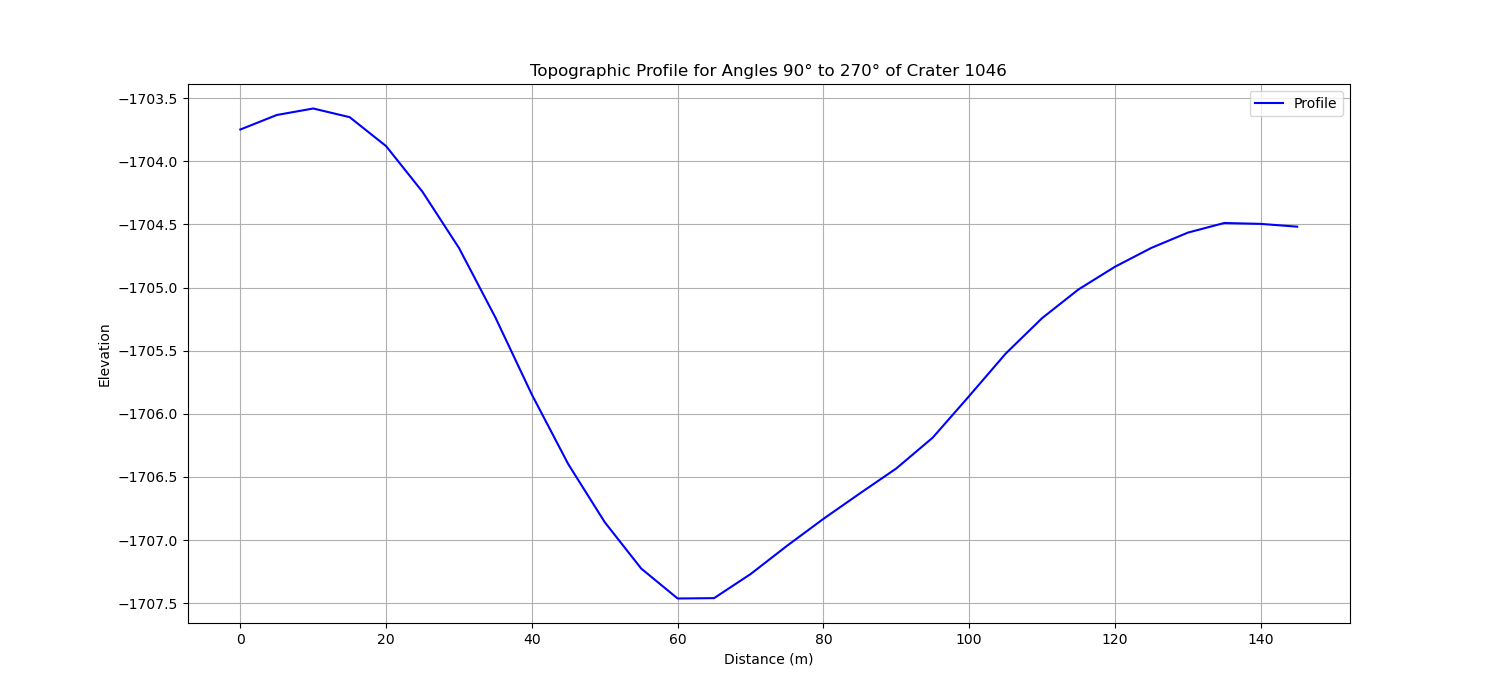 Topographic Profile for Angles 90° to 270° of Crater 1046
Profile
−1703.5
−1704.0
−1704.5
−1705.0
−1705.5
−1706.0
−1706.5
−1707.0
−1707.5
Elevation
0 20 40 60 80 100 120 140
Distance (m)